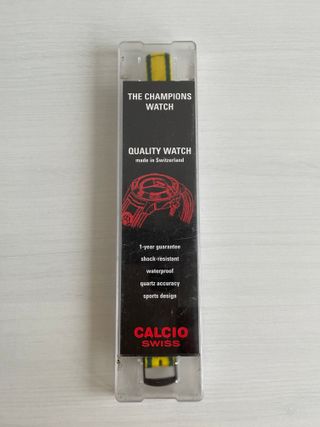 THE CHAMPIONS
WATCH
QUALITY WATCH
made in Switzerland
1-year guarantee
shock-resistent
waterproof
quartz accuracy
sports design
CALCIO
SWISS